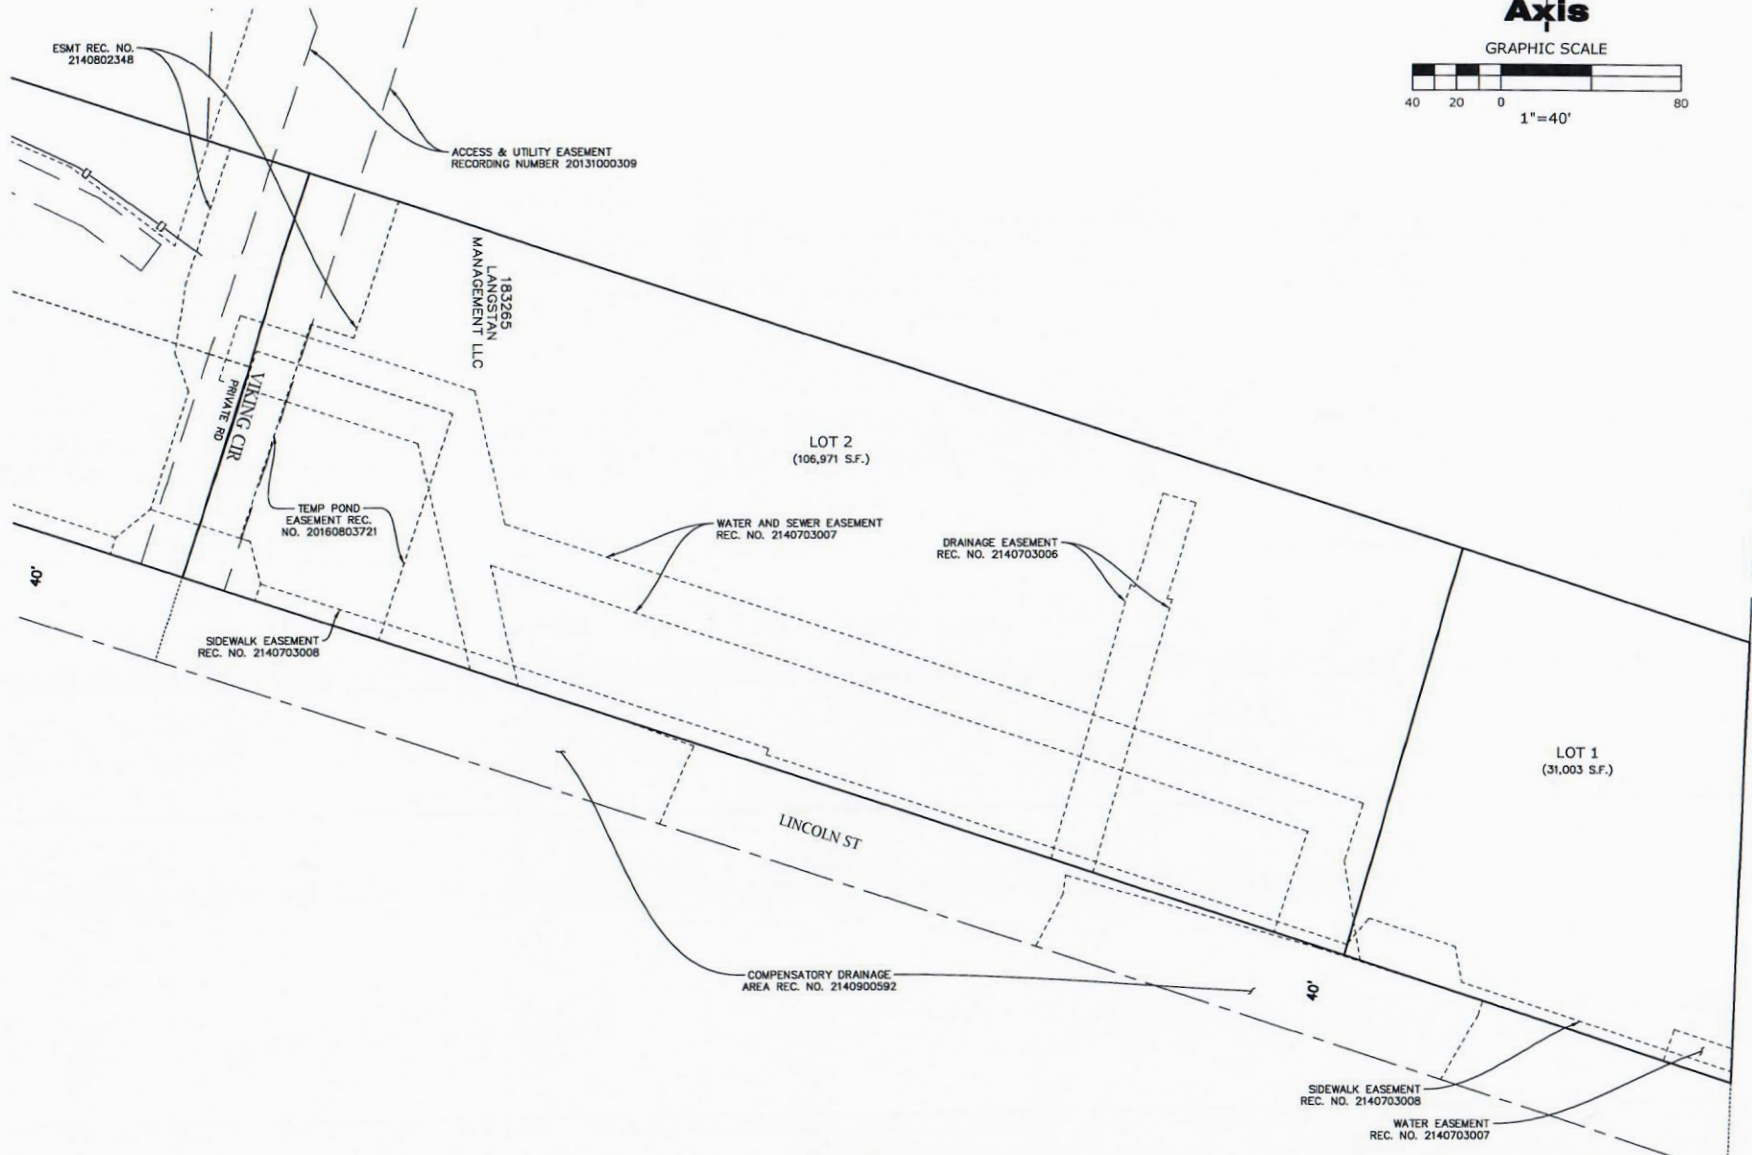 Axis
GRAPHIC SCALE
40 20 0 80
1"=40'
ESMT REC. NO.
2140802348
ACCESS & UTILITY EASEMENT
RECORDING NUMBER 20131000309
183265
LANGSTAN
MANAGEMENT LLC
VIKING CIR
PRIVATE RD
LOT 2
(106,971 S.F.)
TEMP POND
EASEMENT REC.
NO. 20160803721
WATER AND SEWER EASEMENT
REC. NO. 2140703007
DRAINAGE EASEMENT
REC. NO. 2140703006
40'
SIDEWALK EASEMENT
REC. NO. 2140703008
LOT 1
(31,003 S.F.)
LINCOLN ST
COMPENSATORY DRAINAGE
AREA REC. NO. 2140900592
40'
SIDEWALK EASEMENT
REC. NO. 2140703008
WATER EASEMENT
REC. NO. 2140703007